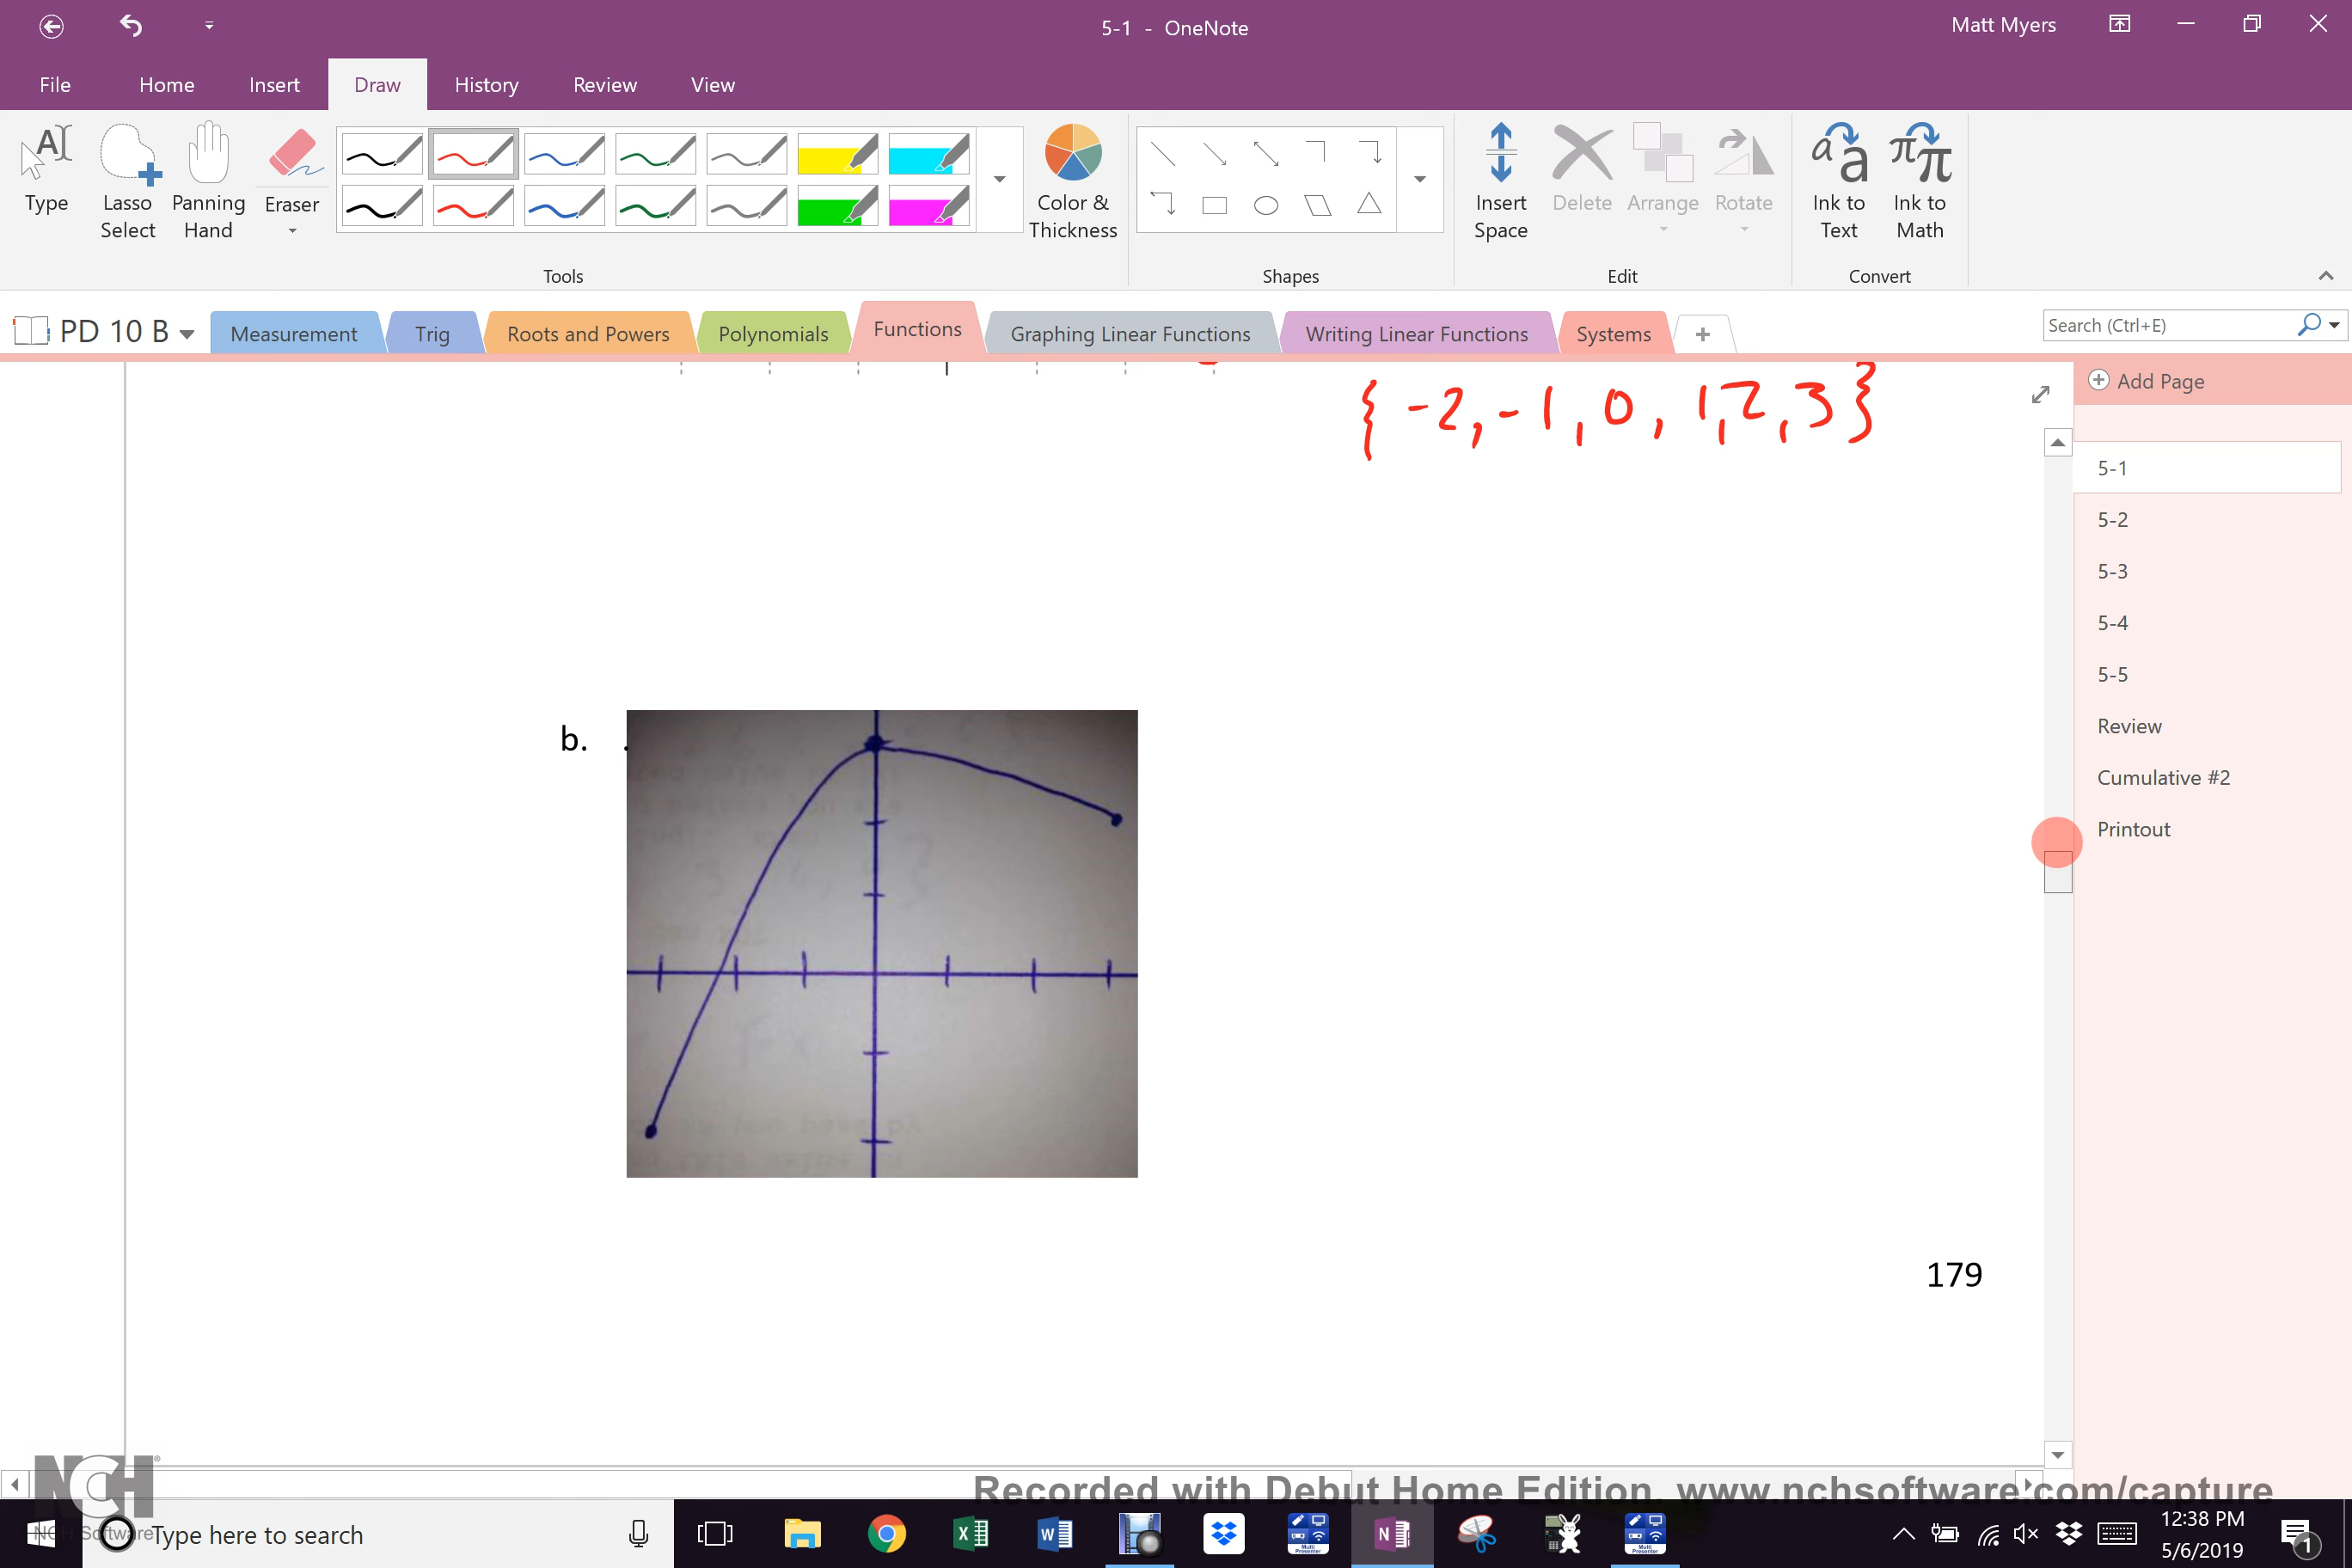 5-1 - OneNote
Matt Myers
File Home Insert Draw History Review View
Type
Lasso Select
Panning Hand
Eraser
Color & Thickness
Insert Space
Delete
Arrange
Rotate
Ink to Text
Ink to Math
Tools
Shapes
Edit
Convert
PD 10 B
Measurement
Trig
Roots and Powers
Polynomials
Functions
Graphing Linear Functions
Writing Linear Functions
Systems
Search (Ctrl+E)
Add Page
{ -2, -1, 0, 1, 2, 3 }
5-1
5-2
5-3
5-4
5-5
Review
Cumulative #2
Printout
b. .
179
NCH
NCH Software
Recorded with Debut Home Edition. www.nchsoftware.com/capture
Type here to search
12:38 PM
5/6/2019
1